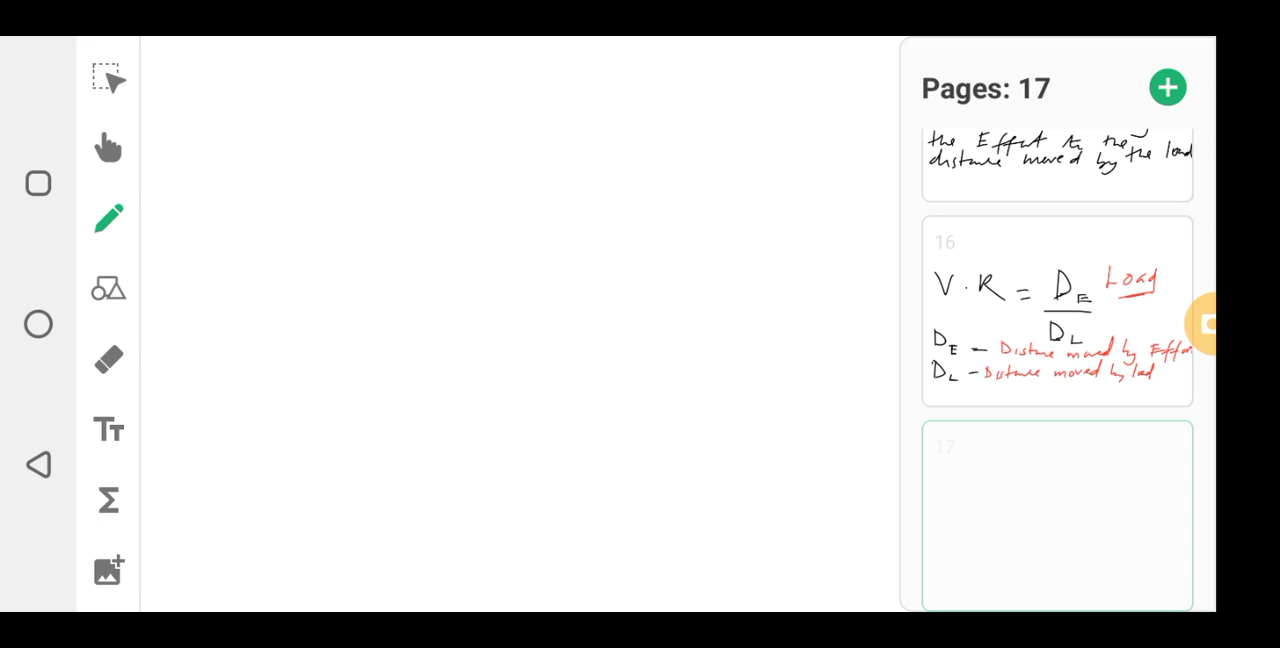 Pages: 17
the Effort to the
distance moved by the load
16
V.R = DE Load
DL
DE - Distance moved by Effort
DL - Distance moved by load
17
TT
Σ